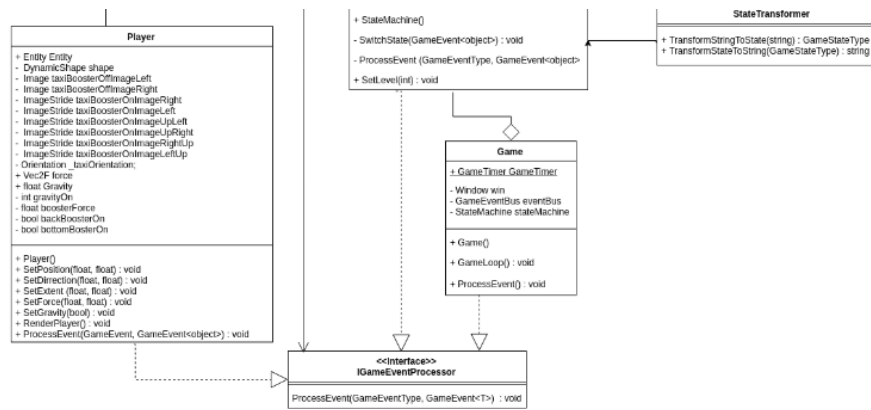 Player
+ Entity Entity
- DynamicShape shape
- Image taxiBoosterOffImageLeft
- Image taxiBoosterOffImageRight
- ImageStride taxiBoosterOnImageRight
- ImageStride taxiBoosterOnImageLeft
- ImageStride taxiBoosterOnImageUpLeft
- ImageStride taxiBoosterOnImageUpRight
- ImageStride taxiBoosterOnImageRightUp
- ImageStride taxiBoosterOnImageLeftUp
- Orientation _taxiOrientation;
+ Vec2F force
+ float Gravity
- int gravityOn
- float boosterForce
- bool backBoosterOn
- bool bottomBosterOn
+ Player()
+ SetPosition(float, float) : void
+ SetDirrection(float, float) : void
+ SetExtent (float, float) : void
+ SetForce(float, float) : void
+ SetGravity(bool) : void
+ RenderPlayer() : void
+ ProcessEvent(GameEvent, GameEvent<object>) : void
+ StateMachine()
- SwitchState(GameEvent<object>) : void
- ProcessEvent (GameEventType, GameEvent<object>
+ SetLevel(int) : void
StateTransformer
+ TransformStringToState(string) : GameStateType
+ TransformStateToString(GameStateType) : string
Game
+ GameTimer GameTimer
- Window win
- GameEventBus eventBus
- StateMachine stateMachine
+ Game()
+ GameLoop() : void
+ ProcessEvent() : void
<<Interface>>
IGameEventProcessor
ProcessEvent(GameEventType, GameEvent<T>) : void